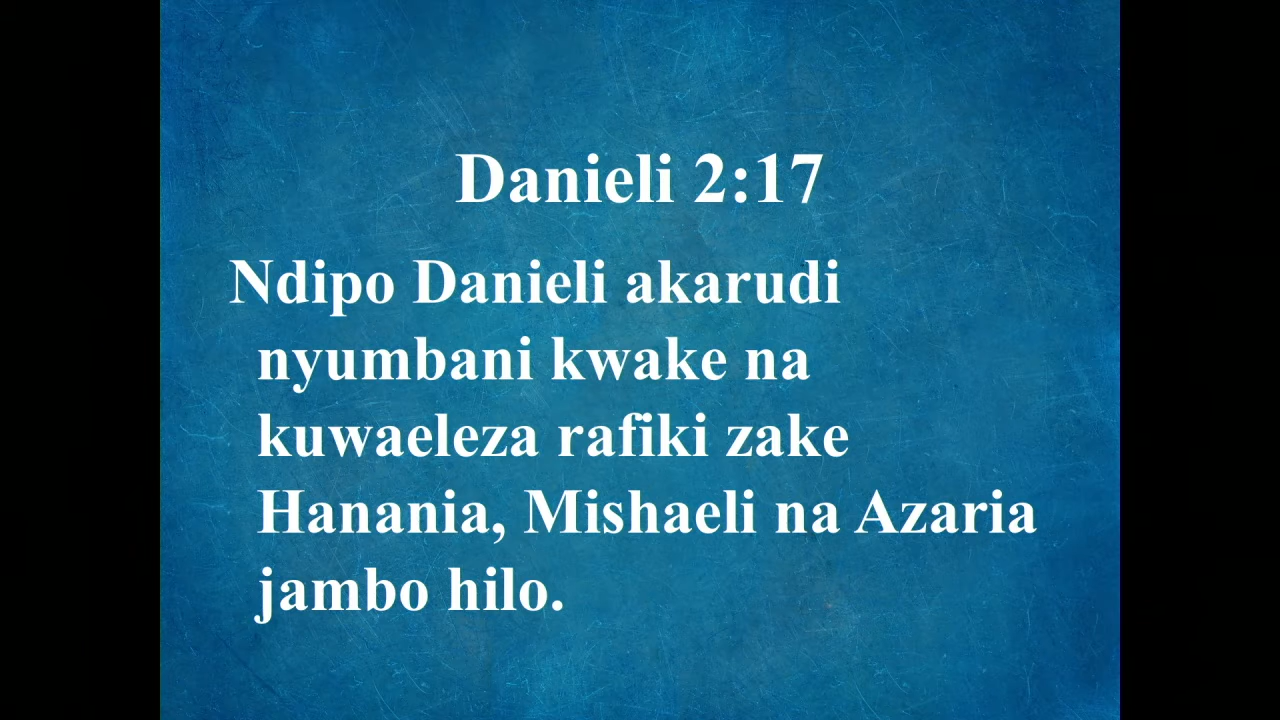 Danieli 2:17
Ndipo Danieli akarudi
nyumbani kwake na
kuwaeleza rafiki zake
Hanania, Mishaeli na Azaria
jambo hilo.